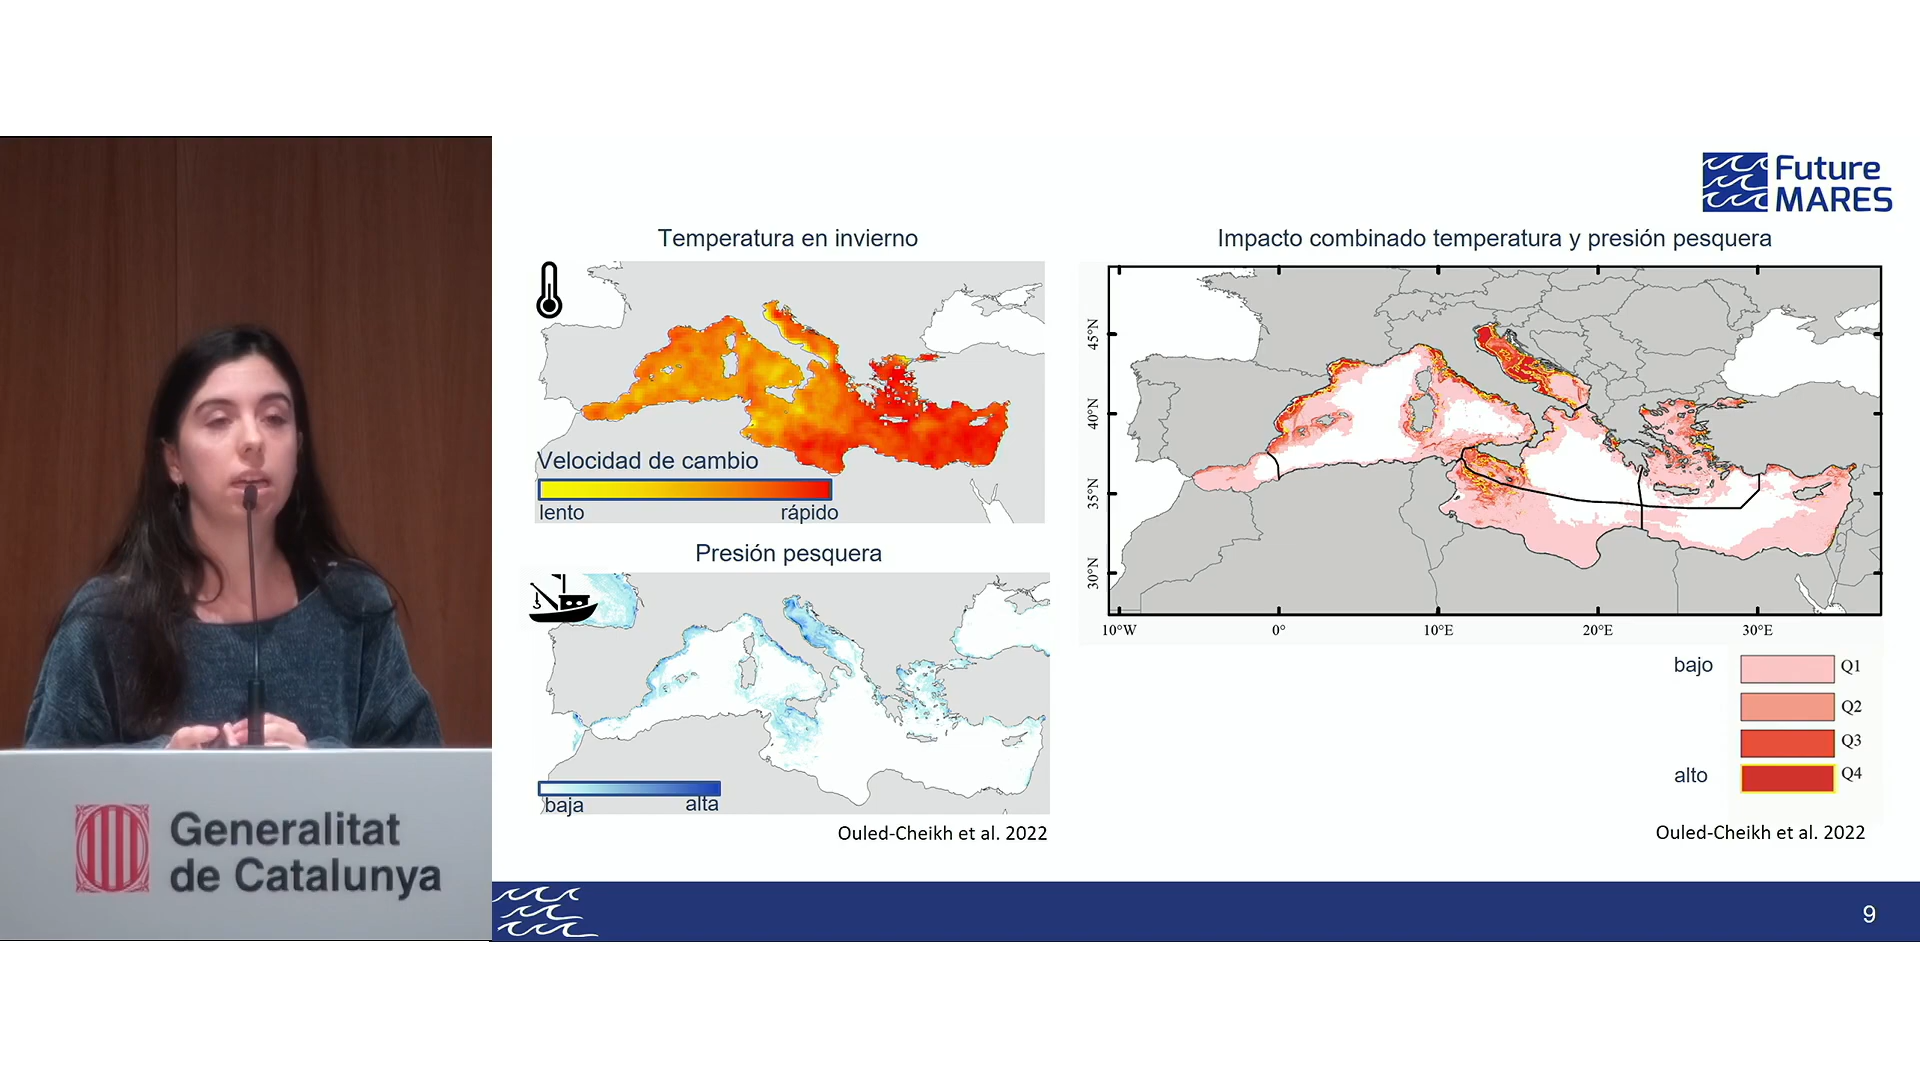 Future
MARES
Temperatura en invierno
Impacto combinado temperatura y presión pesquera
Velocidad de cambio
lento
rápido
Presión pesquera
baja
alta
Ouled-Cheikh et al. 2022
45°N
40°N
35°N
30°N
10°W
0°
10°E
20°E
30°E
bajo
Q1
Q2
Q3
alto
Q4
Ouled-Cheikh et al. 2022
9
Generalitat
de Catalunya